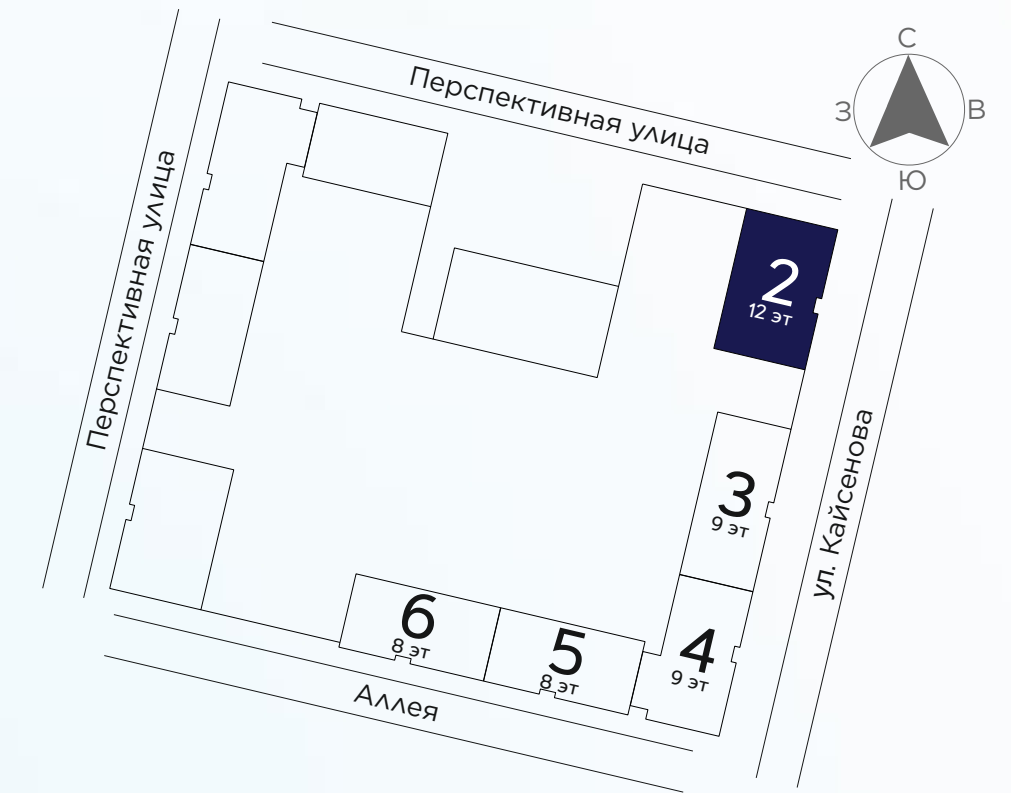 С
З
В
Ю
Перспективная улица
Перспективная улица
2
12 эт
ул. Кайсенова
3
9 эт
6
8 эт
5
8 эт
4
9 эт
Аллея